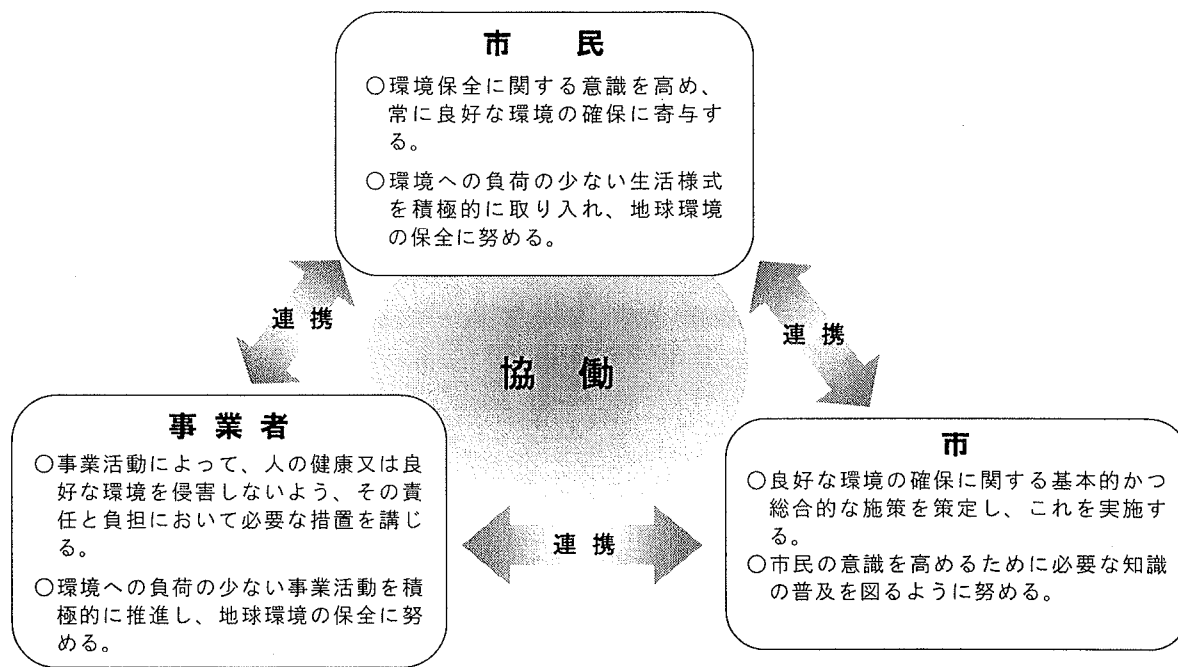 市　民
○環境保全に関する意識を高め、
常に良好な環境の確保に寄与す
る。
○環境への負荷の少ない生活様式
を積極的に取り入れ、地球環境
の保全に努める。
連 携
連 携
協　働
事 業 者
○事業活動によって、人の健康又は良
好な環境を侵害しないよう、その責
任と負担において必要な措置を講じ
る。
○環境への負荷の少ない事業活動を積
極的に推進し、地球環境の保全に努
める。
連 携
市
○良好な環境の確保に関する基本的かつ
総合的な施策を策定し、これを実施す
る。
○市民の意識を高めるために必要な知識
の普及を図るように努める。